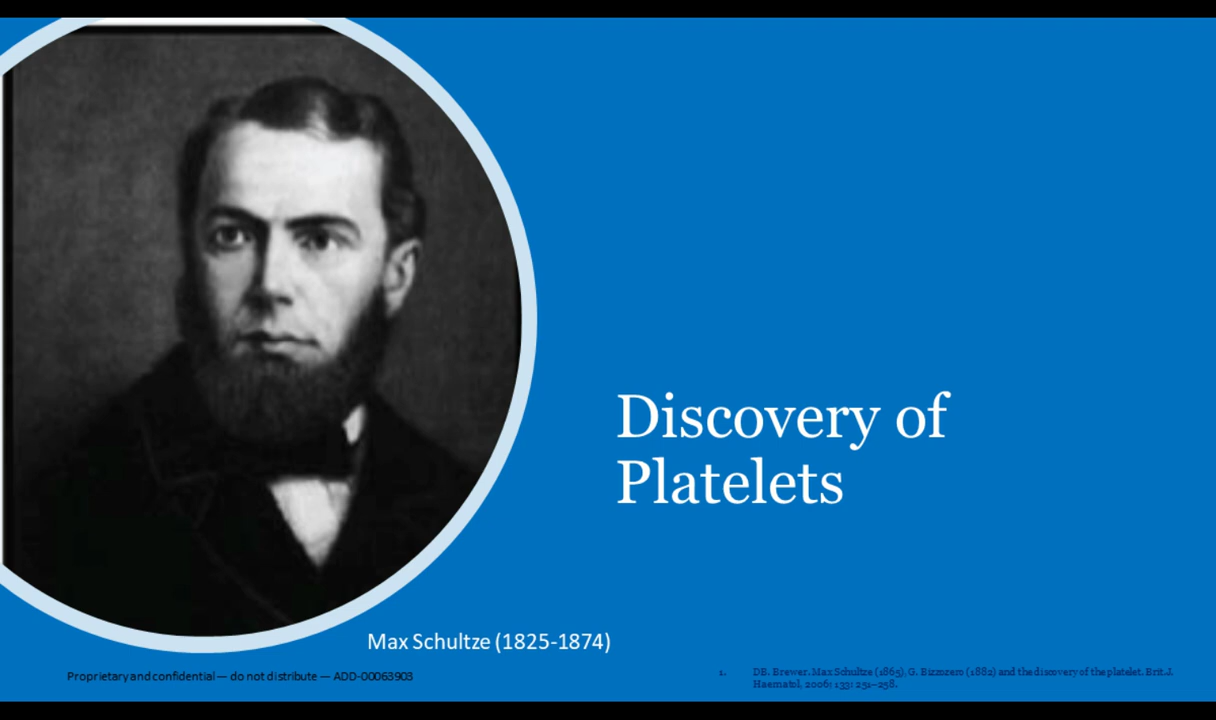 Discovery of
Platelets
Max Schultze (1825-1874)
Proprietary and confidential — do not distribute — ADD-00063903
1. DB. Brewer. Max Schultze (1865), G. Bizzozero (1882) and the discovery of the platelet. Brit J.
Haematol, 2006; 133: 251–258.